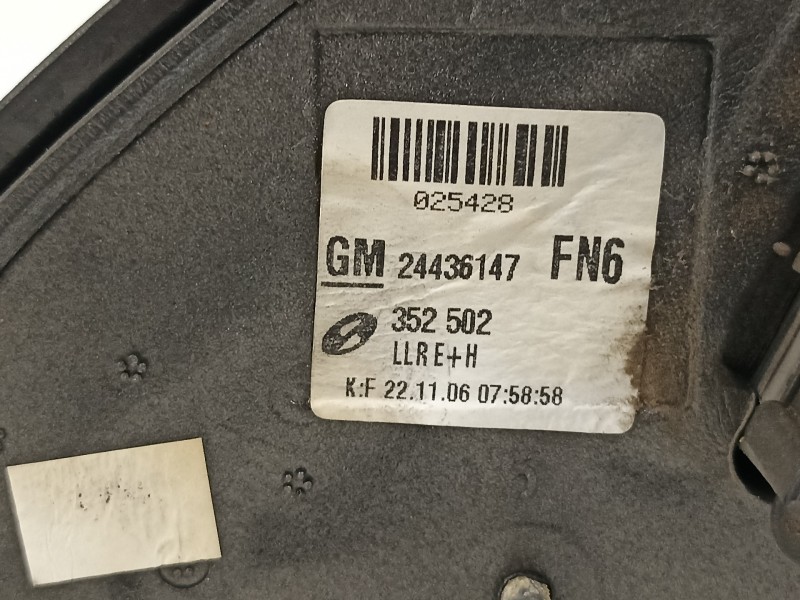 025428
GM 24436147 FN6
352 502
LLR E+H
K:F 22.11.06 07:58:58